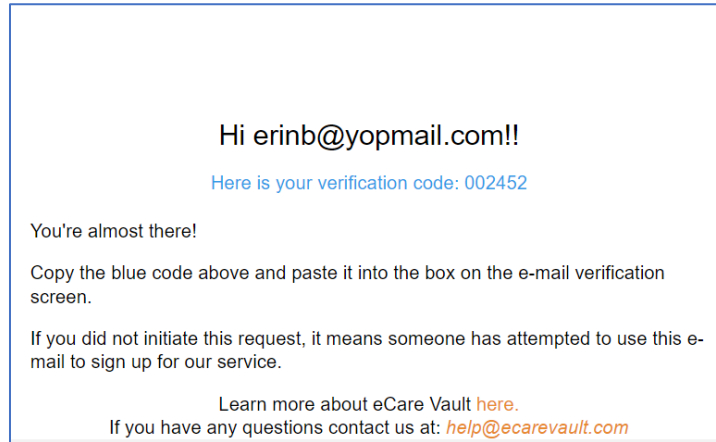 Hi erinb@yopmail.com!!
Here is your verification code: 002452
You're almost there!
Copy the blue code above and paste it into the box on the e-mail verification
screen.
If you did not initiate this request, it means someone has attempted to use this e-
mail to sign up for our service.
Learn more about eCare Vault here.
If you have any questions contact us at: help@ecarevault.com